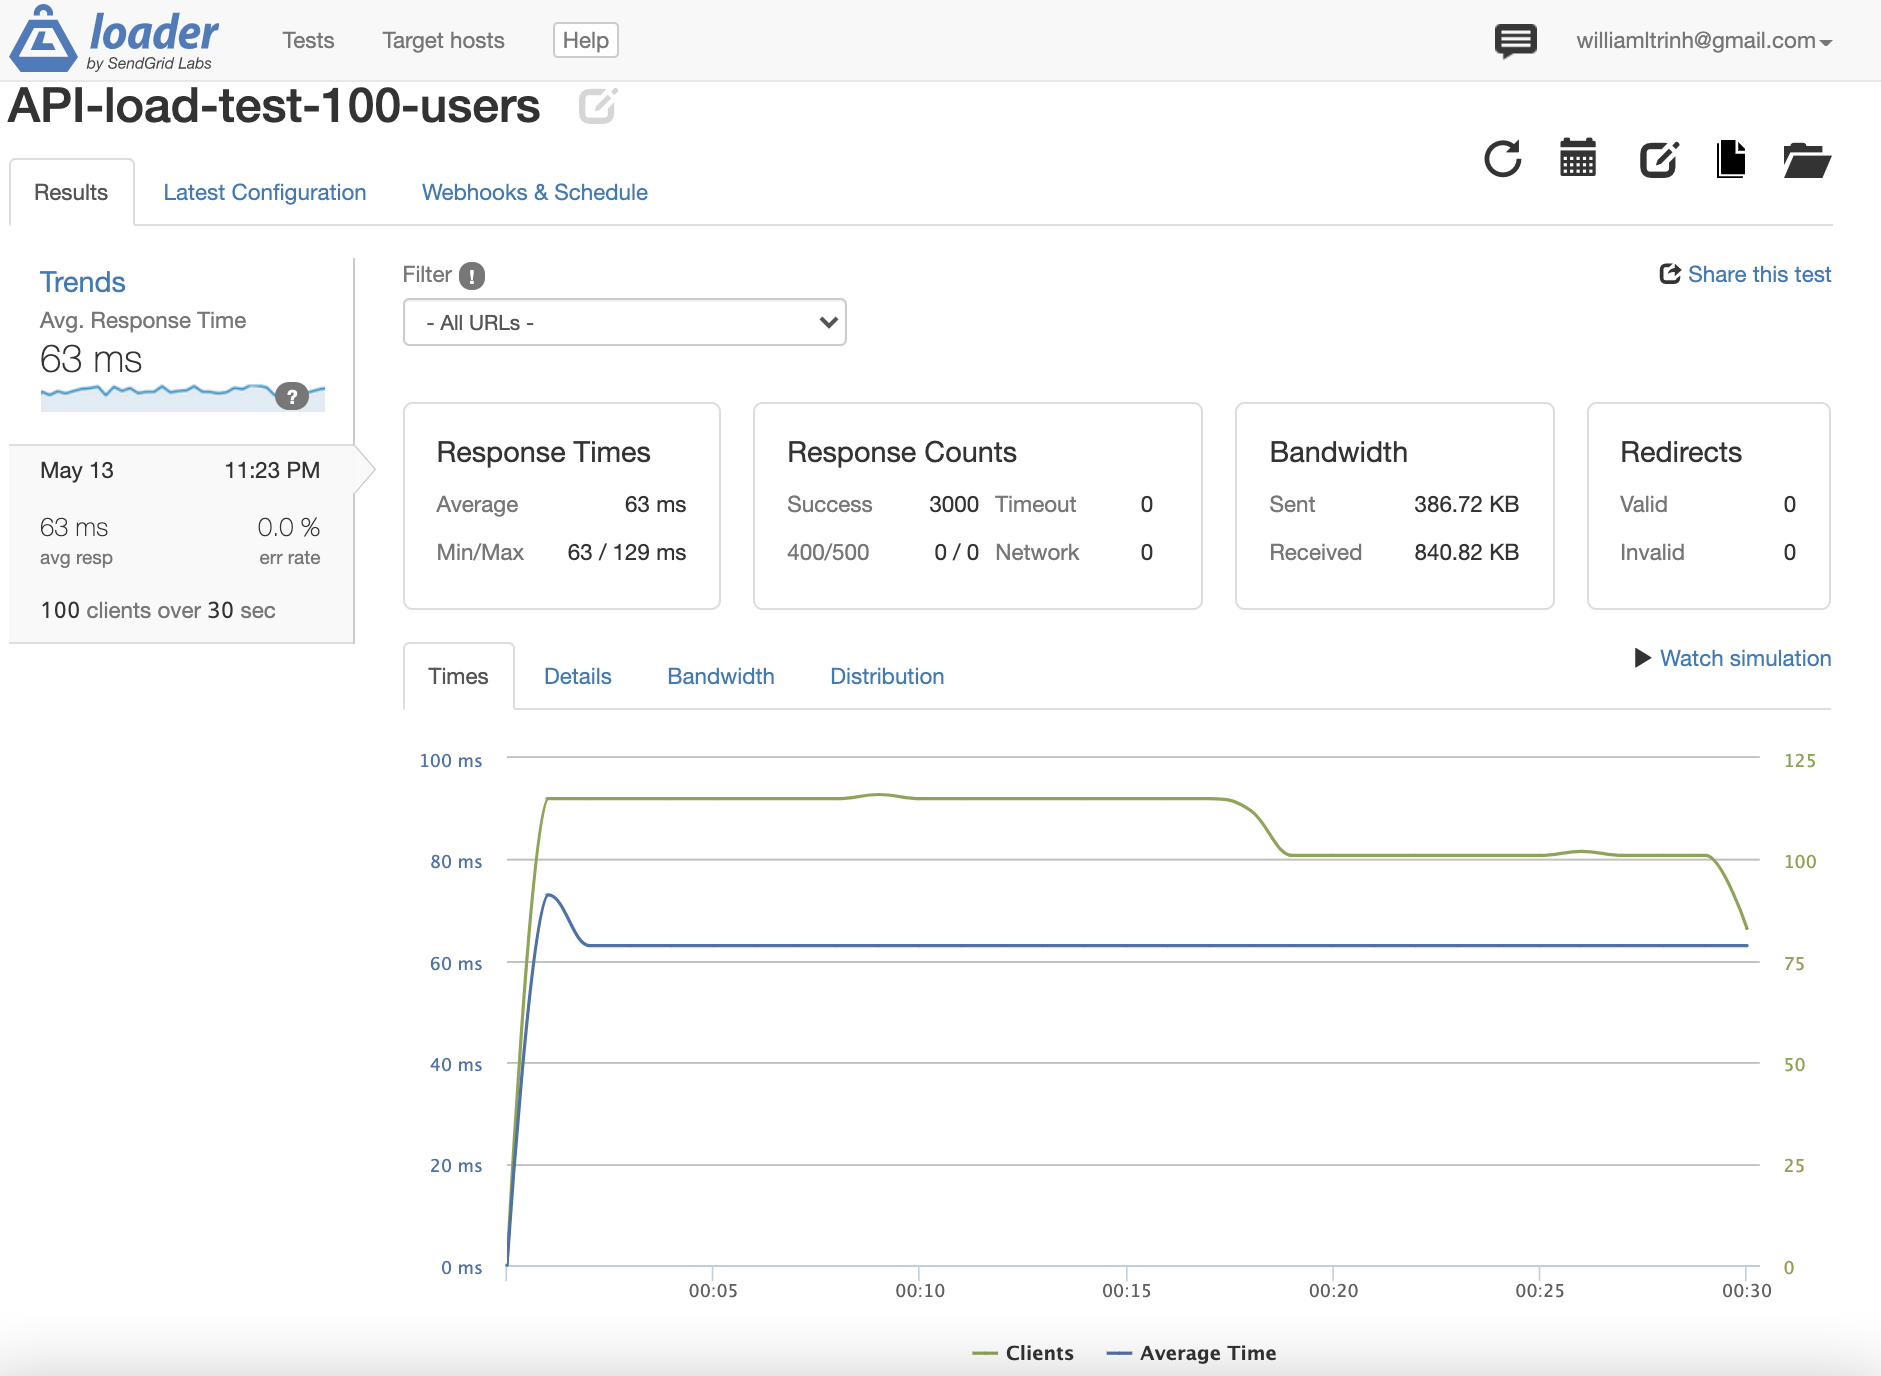 loader
by SendGrid Labs
Tests
Target hosts
Help
williamltrinh@gmail.com
API-load-test-100-users
Results
Latest Configuration
Webhooks & Schedule
Trends
Avg. Response Time
63 ms
?
May 13 11:23 PM
63 ms 0.0 %
avg resp err rate
100 clients over 30 sec
Filter !
Share this test
- All URLs -
Response Times
Average 63 ms
Min/Max 63 / 129 ms
Response Counts
Success 3000 Timeout 0
400/500 0 / 0 Network 0
Bandwidth
Sent 386.72 KB
Received 840.82 KB
Redirects
Valid 0
Invalid 0
Times
Details
Bandwidth
Distribution
Watch simulation
100 ms 125
80 ms 100
60 ms 75
40 ms 50
20 ms 25
0 ms 0
00:05 00:10 00:15 00:20 00:25 00:30
Clients Average Time